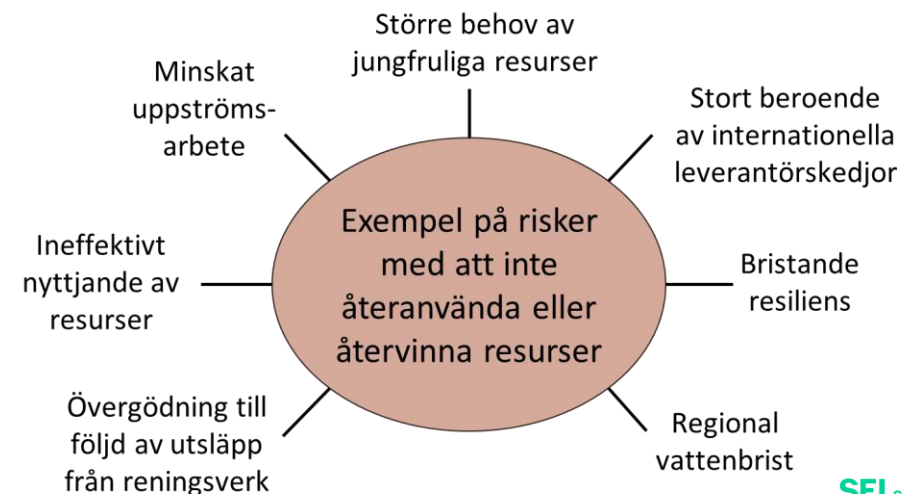 Större behov av
jungfruliga resurser
Stort beroende
av internationella
leverantörskedjor
Bristande
resiliens
Regional
vattenbrist
Övergödning till
följd av utsläpp
från reningsverk
Ineffektivt
nyttjande av
resurser
Minskat
uppströms-
arbete
Exempel på risker
med att inte
återanvända eller
återvinna resurser